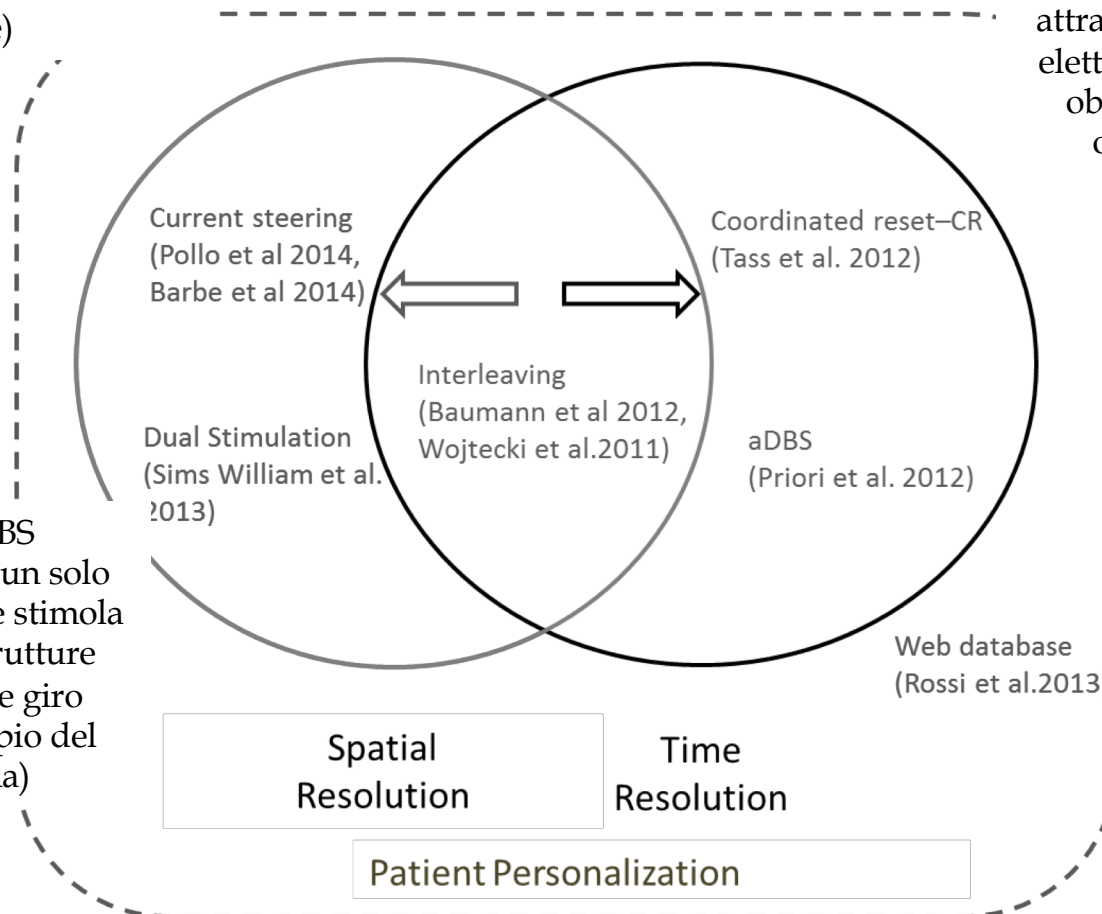 )
attra
elett
ob
Current steering
(Pollo et al 2014,
Barbe et al 2014)
Coordinated reset–CR
(Tass et al. 2012)
Interleaving
(Baumann et al 2012,
Wojtecki et al.2011)
Dual Stimulation
(Sims William et al.
2013)
aDBS
(Priori et al. 2012)
BS
un solo
e stimola
rutture
e giro
pio del
a)
Web database
(Rossi et al.2013
Spatial
Resolution
Time
Resolution
Patient Personalization